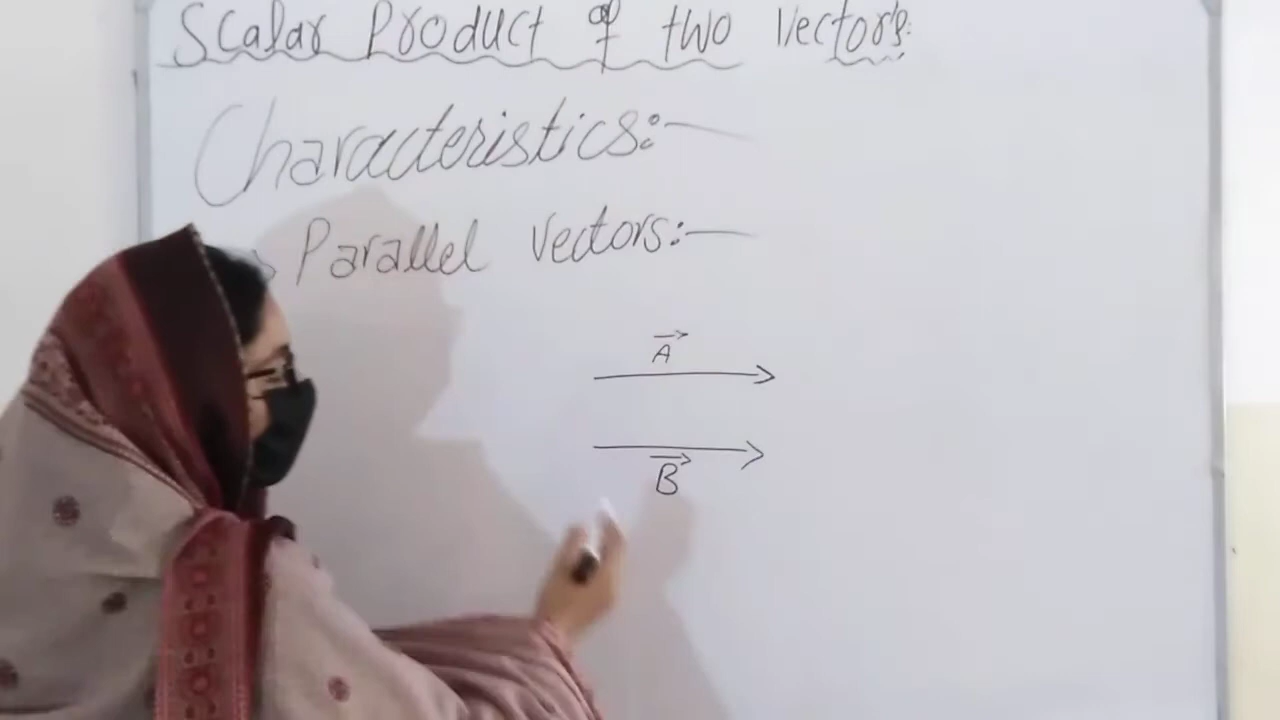 Scalar Product of two Vectors:
Characteristics:-
Parallel Vectors:-
A
B